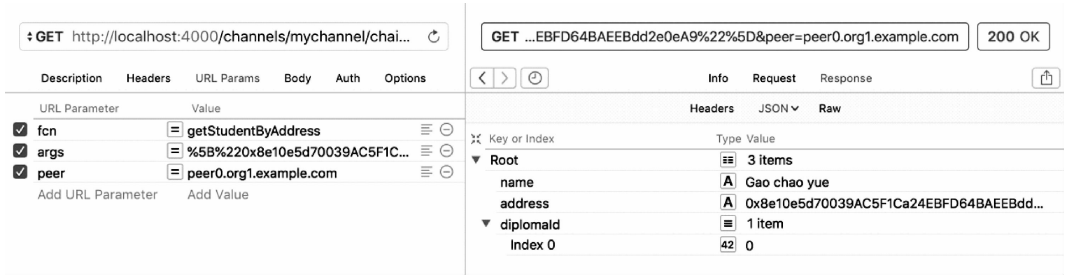 GET http://localhost:4000/channels/mychannel/chai...
Description Headers URL Params Body Auth Options
URL Parameter Value
fcn = getStudentByAddress
args = %5B%220x8e10e5d70039AC5F1C...
peer = peer0.org1.example.com
Add URL Parameter Add Value
GET ...EBFD64BAEEBdd2e0eA9%22%5D&peer=peer0.org1.example.com 200 OK
Info Request Response
Headers JSON Raw
Key or Index Type Value
Root 3 items
name A Gao chao yue
address A 0x8e10e5d70039AC5F1Ca24EBFD64BAEEBdd...
diplomaId 1 item
Index 0 42 0